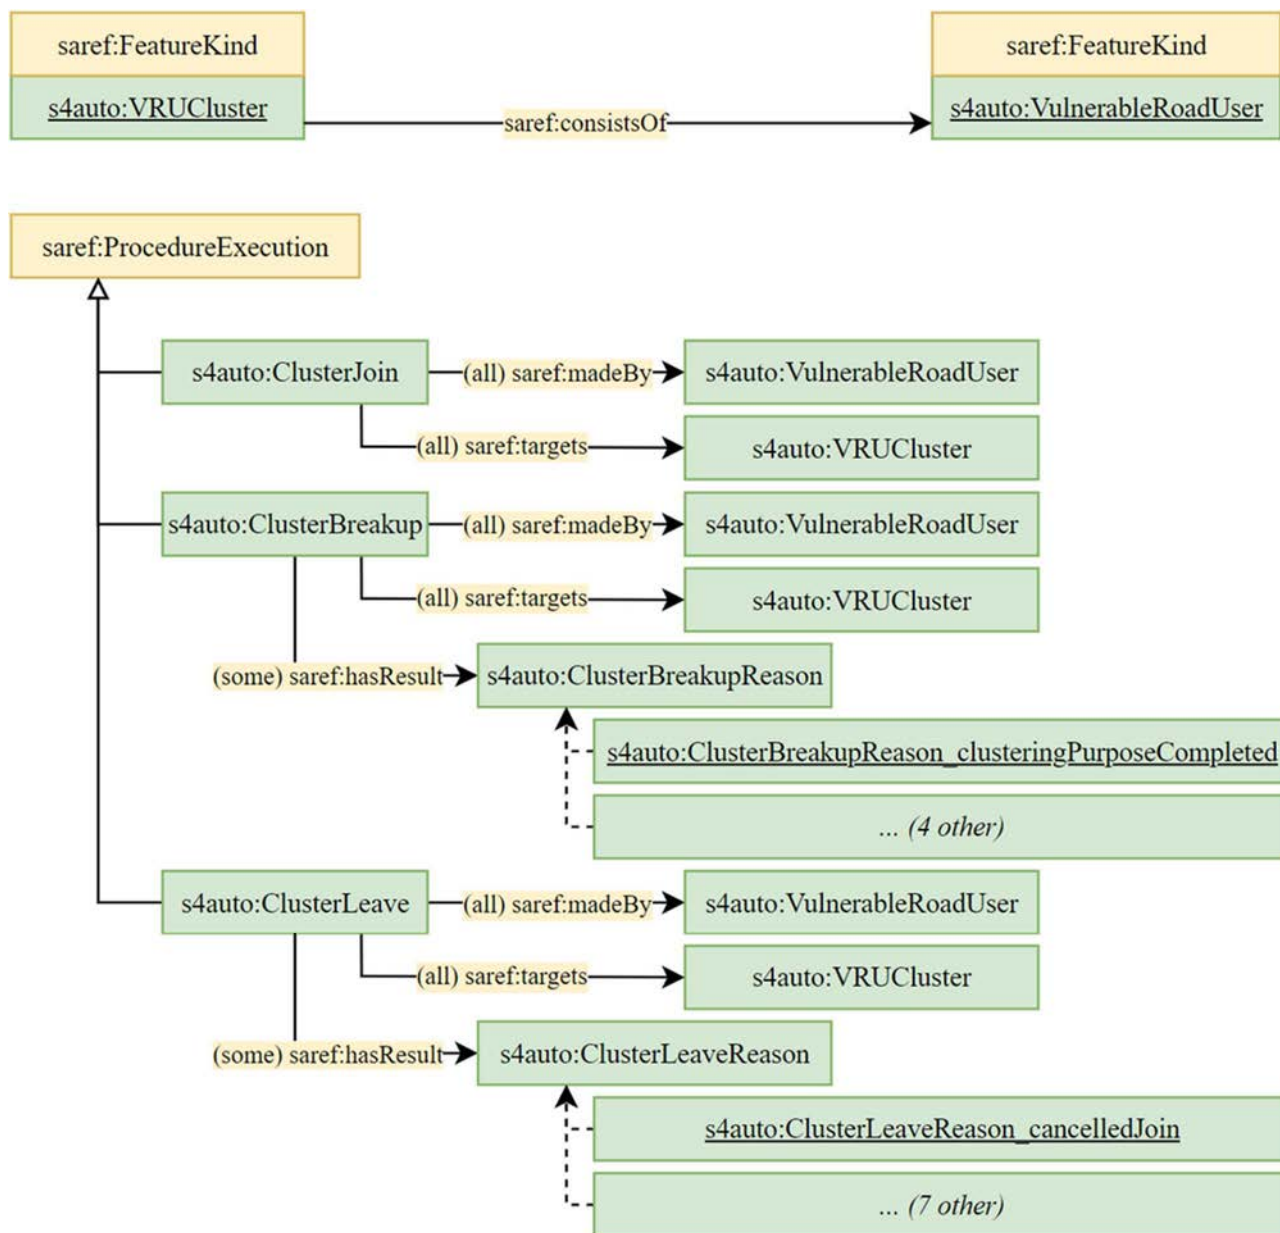 saref:FeatureKind
saref:FeatureKind
s4auto:VRUCluster
saref:consistsOf
s4auto:VulnerableRoadUser
saref:ProcedureExecution
s4auto:ClusterJoin
(all) saref:madeBy
s4auto:VulnerableRoadUser
(all) saref:targets
s4auto:VRUCluster
s4auto:ClusterBreakup
(all) saref:madeBy
s4auto:VulnerableRoadUser
(all) saref:targets
s4auto:VRUCluster
(some) saref:hasResult
s4auto:ClusterBreakupReason
s4auto:ClusterBreakupReason_clusteringPurposeCompleted
... (4 other)
s4auto:ClusterLeave
(all) saref:madeBy
s4auto:VulnerableRoadUser
(all) saref:targets
s4auto:VRUCluster
(some) saref:hasResult
s4auto:ClusterLeaveReason
s4auto:ClusterLeaveReason_cancelledJoin
... (7 other)